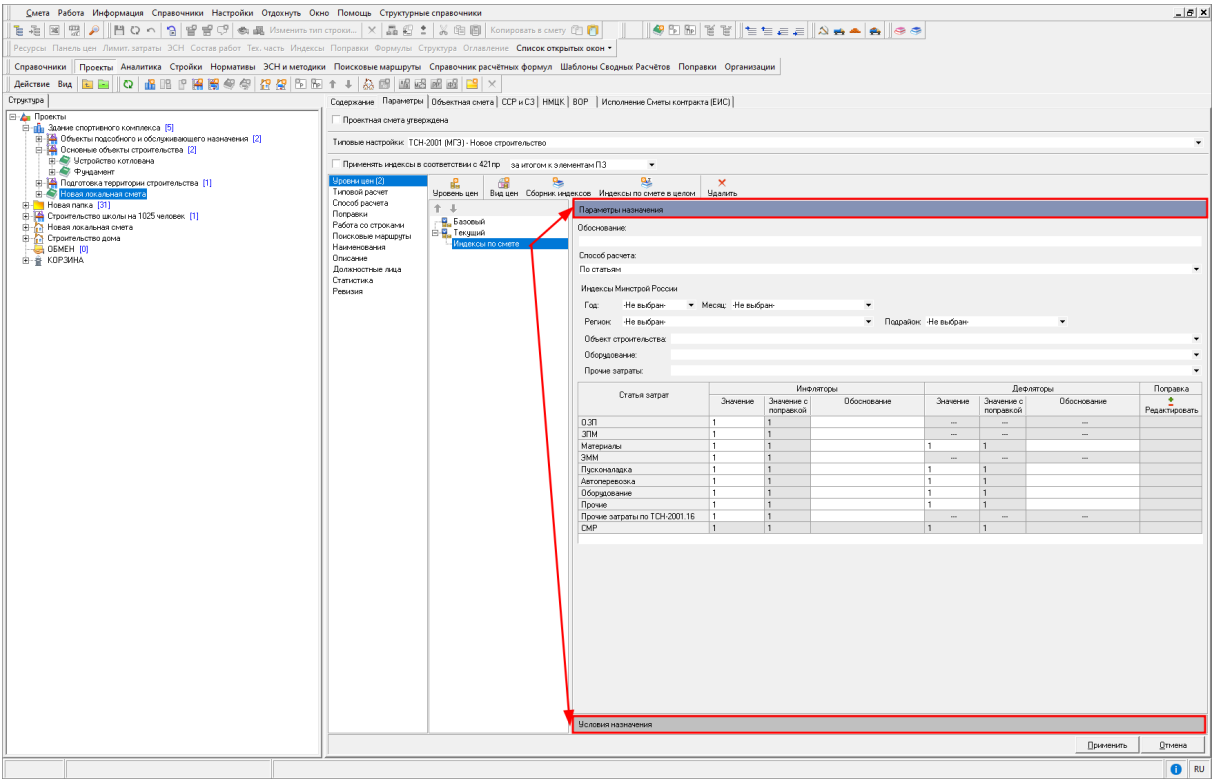 Смета Работа Информация Справочники Настройки Отдохнуть Окно Помощь Структурные справочники
Изменить тип строки... Копировать в смету
Ресурсы Панель цен Лимит. затраты ЭСН Состав работ Тех. часть Индексы Поправки Формулы Структура Оглавление Список открытых окон
Справочники Проекты Аналитика Стройки Нормативы ЭСН и методики Поисковые маршруты Справочник расчётных формул Шаблоны Сводных Расчётов Поправки Организации
Действие Вид
Структура
Проекты
Здание спортивного комплекса [5]
Объекты подсобного и обслуживающего назначения [2]
Основные объекты строительства [2]
Устройство котлована
Фундамент
Подготовка территории строительства [1]
Новая локальная смета
Новая папка [31]
Строительство школы на 1025 человек [1]
Новая локальная смета
Строительство дома
ОБМЕН [0]
КОРЗИНА
Содержание Параметры Объектная смета ССР и СЗ НМЦК ВОР Исполнение Сметы контракта (ЕИС)
Проектная смета утверждена
Типовые настройки: ТСН-2001 (МГЭ) - Новое строительство
Применять индексы в соответствии с 421пр за итогом к элементам ПЗ
Уровни цен (2)
Типовой расчет
Способ расчета
Поправки
Работа со строками
Поисковые маршруты
Наименования
Описание
Должностные лица
Статистика
Ревизия
Уровень цен Вид цен Сборник индексов Индексы по смете в целом Удалить
Базовый
Текущий
Индексы по смете
Параметры назначения
Обоснование:
Способ расчета:
По статьям
Индексы Минстрой России
Год: -Не выбран- Месяц: -Не выбран-
Регион: -Не выбран- Подрайон: -Не выбран-
Объект строительства:
Оборудование:
Прочие затраты:
Статья затрат Инфляторы Дефляторы Поправка
Значение Значение с поправкой Обоснование Значение Значение с поправкой Обоснование Редактировать
ОЗП 1 1 --- --- ---
ЗПМ 1 1 --- --- ---
Материалы 1 1 1 1
ЭММ 1 1 --- --- ---
Пусконаладка 1 1 1 1
Автоперевозка 1 1 1 1
Оборудование 1 1 1 1
Прочие 1 1 1 1
Прочие затраты по ТСН-2001.16 1 1 --- --- ---
СМР 1 1 1 1
Условия назначения
Применить Отмена
RU